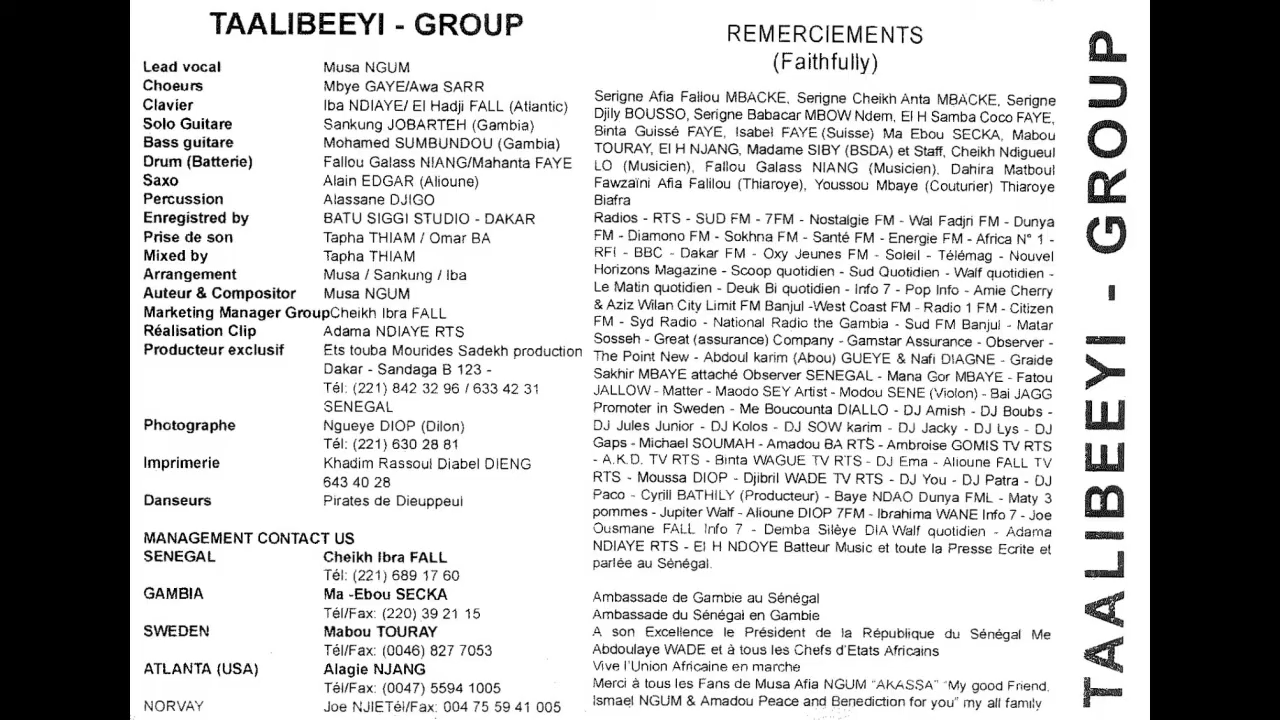 TAALIBEEYI - GROUP
Lead vocal Musa NGUM
Choeurs Mbye GAYE/Awa SARR
Clavier Iba NDIAYE/ El Hadji FALL (Atlantic)
Solo Guitare Sankung JOBARTEH (Gambia)
Bass guitare Mohamed SUMBUNDOU (Gambia)
Drum (Batterie) Fallou Galass NIANG/Mahanta FAYE
Saxo Alain EDGAR (Alioune)
Percussion Alassane DJIGO
Enregistred by BATU SIGGI STUDIO - DAKAR
Prise de son Tapha THIAM / Omar BA
Mixed by Tapha THIAM
Arrangement Musa / Sankung / Iba
Auteur & Compositor Musa NGUM
Marketing Manager Group Cheikh Ibra FALL
Réalisation Clip Adama NDIAYE RTS
Producteur exclusif Ets touba Mourides Sadekh production
Dakar - Sandaga B 123 -
Tél: (221) 842 32 96 / 633 42 31
SENEGAL
Photographe Ngueye DIOP (Dilon)
Tél: (221) 630 28 81
Imprimerie Khadim Rassoul Diabel DIENG
643 40 28
Danseurs Pirates de Dieuppeul
MANAGEMENT CONTACT US
SENEGAL Cheikh Ibra FALL
Tél: (221) 689 17 60
GAMBIA Ma -Ebou SECKA
Tél/Fax: (220) 39 21 15
SWEDEN Mabou TOURAY
Tél/Fax: (0046) 827 7053
ATLANTA (USA) Alagie NJANG
Tél/Fax: (0047) 5594 1005
NORVAY Joe NJIETél/Fax: 004 75 59 41 005
REMERCIEMENTS
(Faithfully)
Serigne Afia Fallou MBACKE, Serigne Cheikh Anta MBACKE, Serigne
Djily BOUSSO, Serigne Babacar MBOW Ndem, El H Samba Coco FAYE,
Binta Guissé FAYE, Isabel FAYE (Suisse) Ma Ebou SECKA, Mabou
TOURAY, El H NJANG, Madame SIBY (BSDA) et Staff, Cheikh Ndigueul
LO (Musicien), Fallou Galass NIANG (Musicien), Dahira Matboul
Fawzaïni Afia Falilou (Thiaroye), Youssou Mbaye (Couturier) Thiaroye
Biafra
Radios - RTS - SUD FM - 7FM - Nostalgie FM - Wal Fadjri FM - Dunya
FM - Diamono FM - Sokhna FM - Santé FM - Energie FM - Africa N° 1 -
RFI - BBC - Dakar FM - Oxy Jeunes FM - Soleil - Télémag - Nouvel
Horizons Magazine - Scoop quotidien - Sud Quotidien - Walf quotidien -
Le Matin quotidien - Deuk Bi quotidien - Info 7 - Pop Info - Amie Cherry
& Aziz Wilan City Limit FM Banjul -West Coast FM - Radio 1 FM - Citizen
FM - Syd Radio - National Radio the Gambia - Sud FM Banjul - Matar
Sosseh - Great (assurance) Company - Gamstar Assurance - Observer -
The Point New - Abdoul karim (Abou) GUEYE & Nafi DIAGNE - Graide
Sakhir MBAYE attaché Observer SENEGAL - Mana Gor MBAYE - Fatou
JALLOW - Matter - Maodo SEY Artist - Modou SENE (Violon) - Bai JAGG
Promoter in Sweden - Me Boucounta DIALLO - DJ Amish - DJ Boubs -
DJ Jules Junior - DJ Kolos - DJ SOW karim - DJ Jacky - DJ Lys - DJ
Gaps - Michael SOUMAH - Amadou BA RTS - Ambroise GOMIS TV RTS
- A.K.D. TV RTS - Binta WAGUE TV RTS - DJ Ema - Alioune FALL TV
RTS - Moussa DIOP - Djibril WADE TV RTS - DJ You - DJ Patra - DJ
Paco - Cyrill BATHILY (Producteur) - Baye NDAO Dunya FML - Maty 3
pommes - Jupiter Walf - Alioune DIOP 7FM - Ibrahima WANE Info 7 - Joe
Ousmane FALL Info 7 - Demba Silèye DIA Walf quotidien - Adama
NDIAYE RTS - El H NDOYE Batteur Music et toute la Presse Ecrite et
parlée au Sénégal.
Ambassade de Gambie au Sénégal
Ambassade du Sénégal en Gambie
A son Excellence le Président de la République du Sénégal Me
Abdoulaye WADE et à tous les Chefs d'Etats Africains
Vive l'Union Africaine en marche
Merci à tous les Fans de Musa Afia NGUM "AKASSA" "My good Friend,
Ismael NGUM & Amadou Peace and Benediction for you" my all family
TAALIBEEYI - GROUP